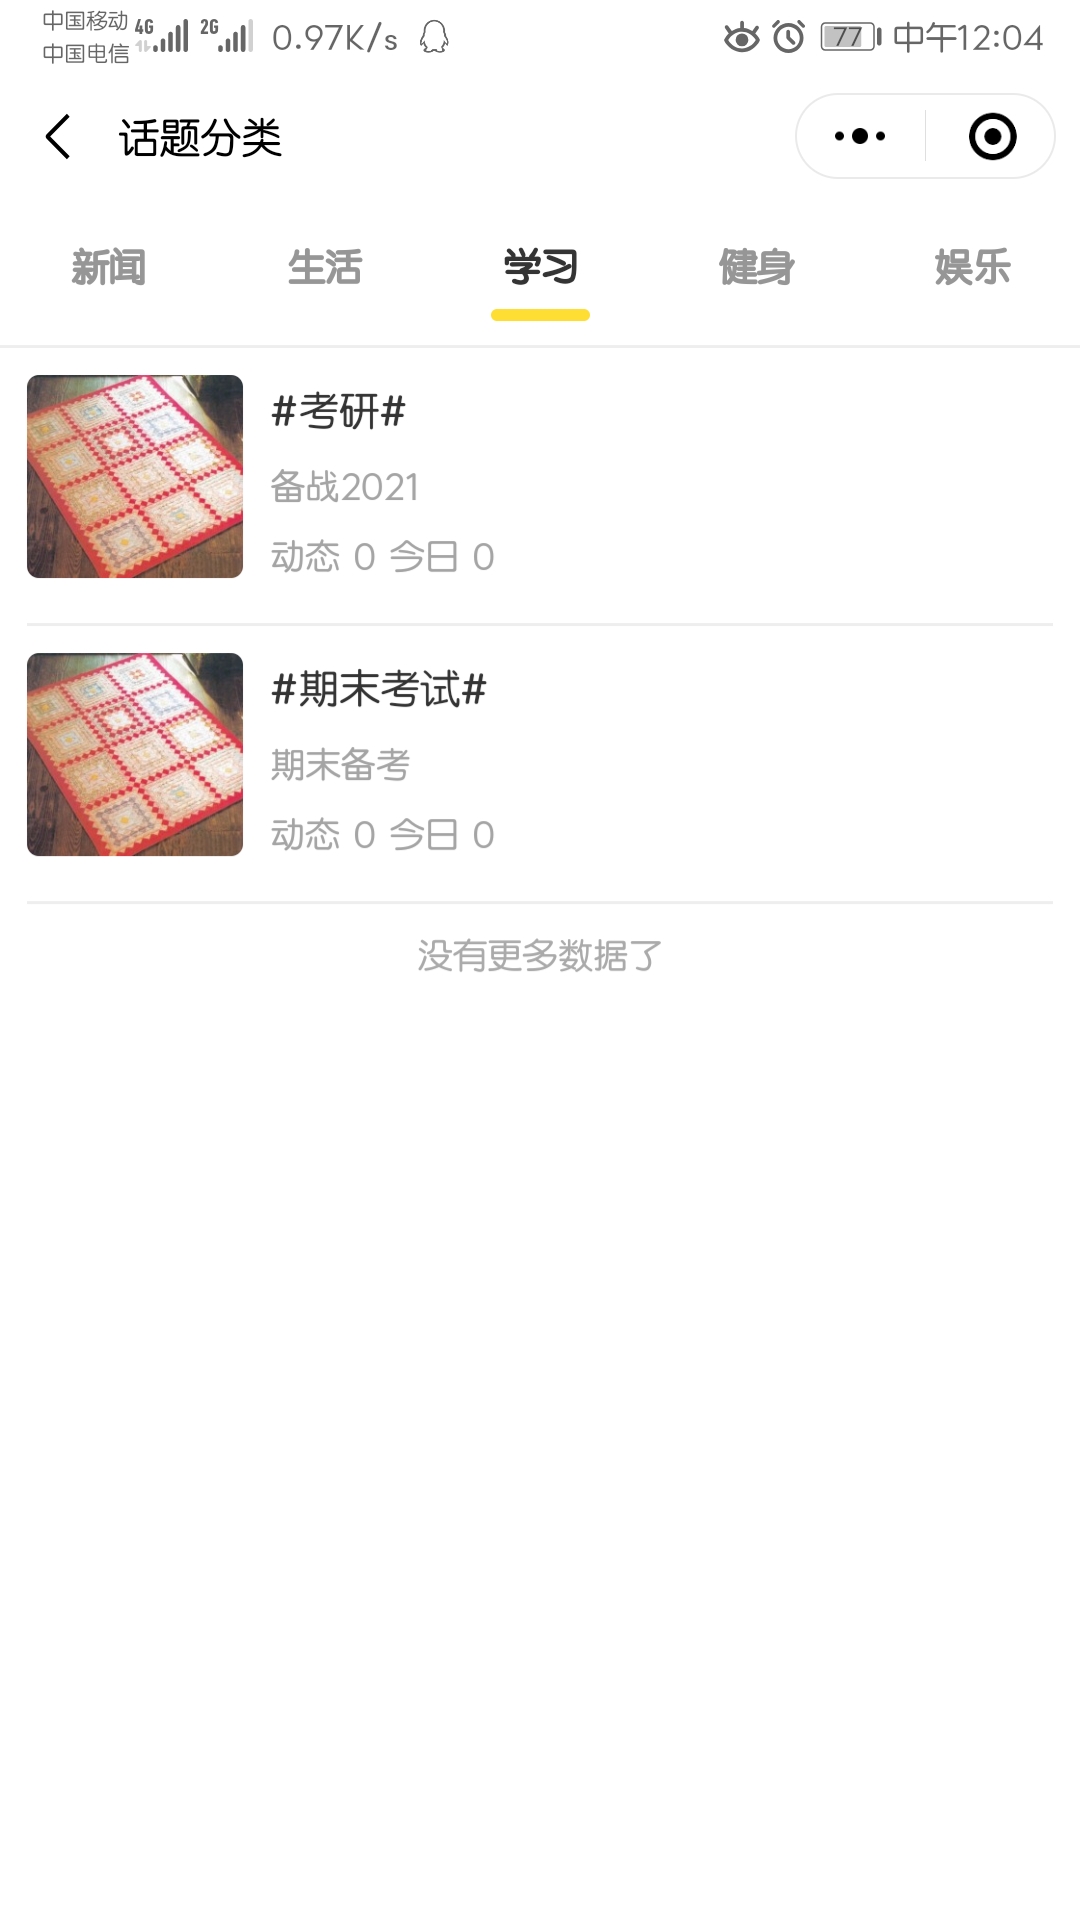 中国移动 4G 2G 0.97K/s 77 中午12:04
中国电信
话题分类
新闻 生活 学习 健身 娱乐
#考研#
备战2021
动态 0 今日 0
#期末考试#
期末备考
动态 0 今日 0
没有更多数据了